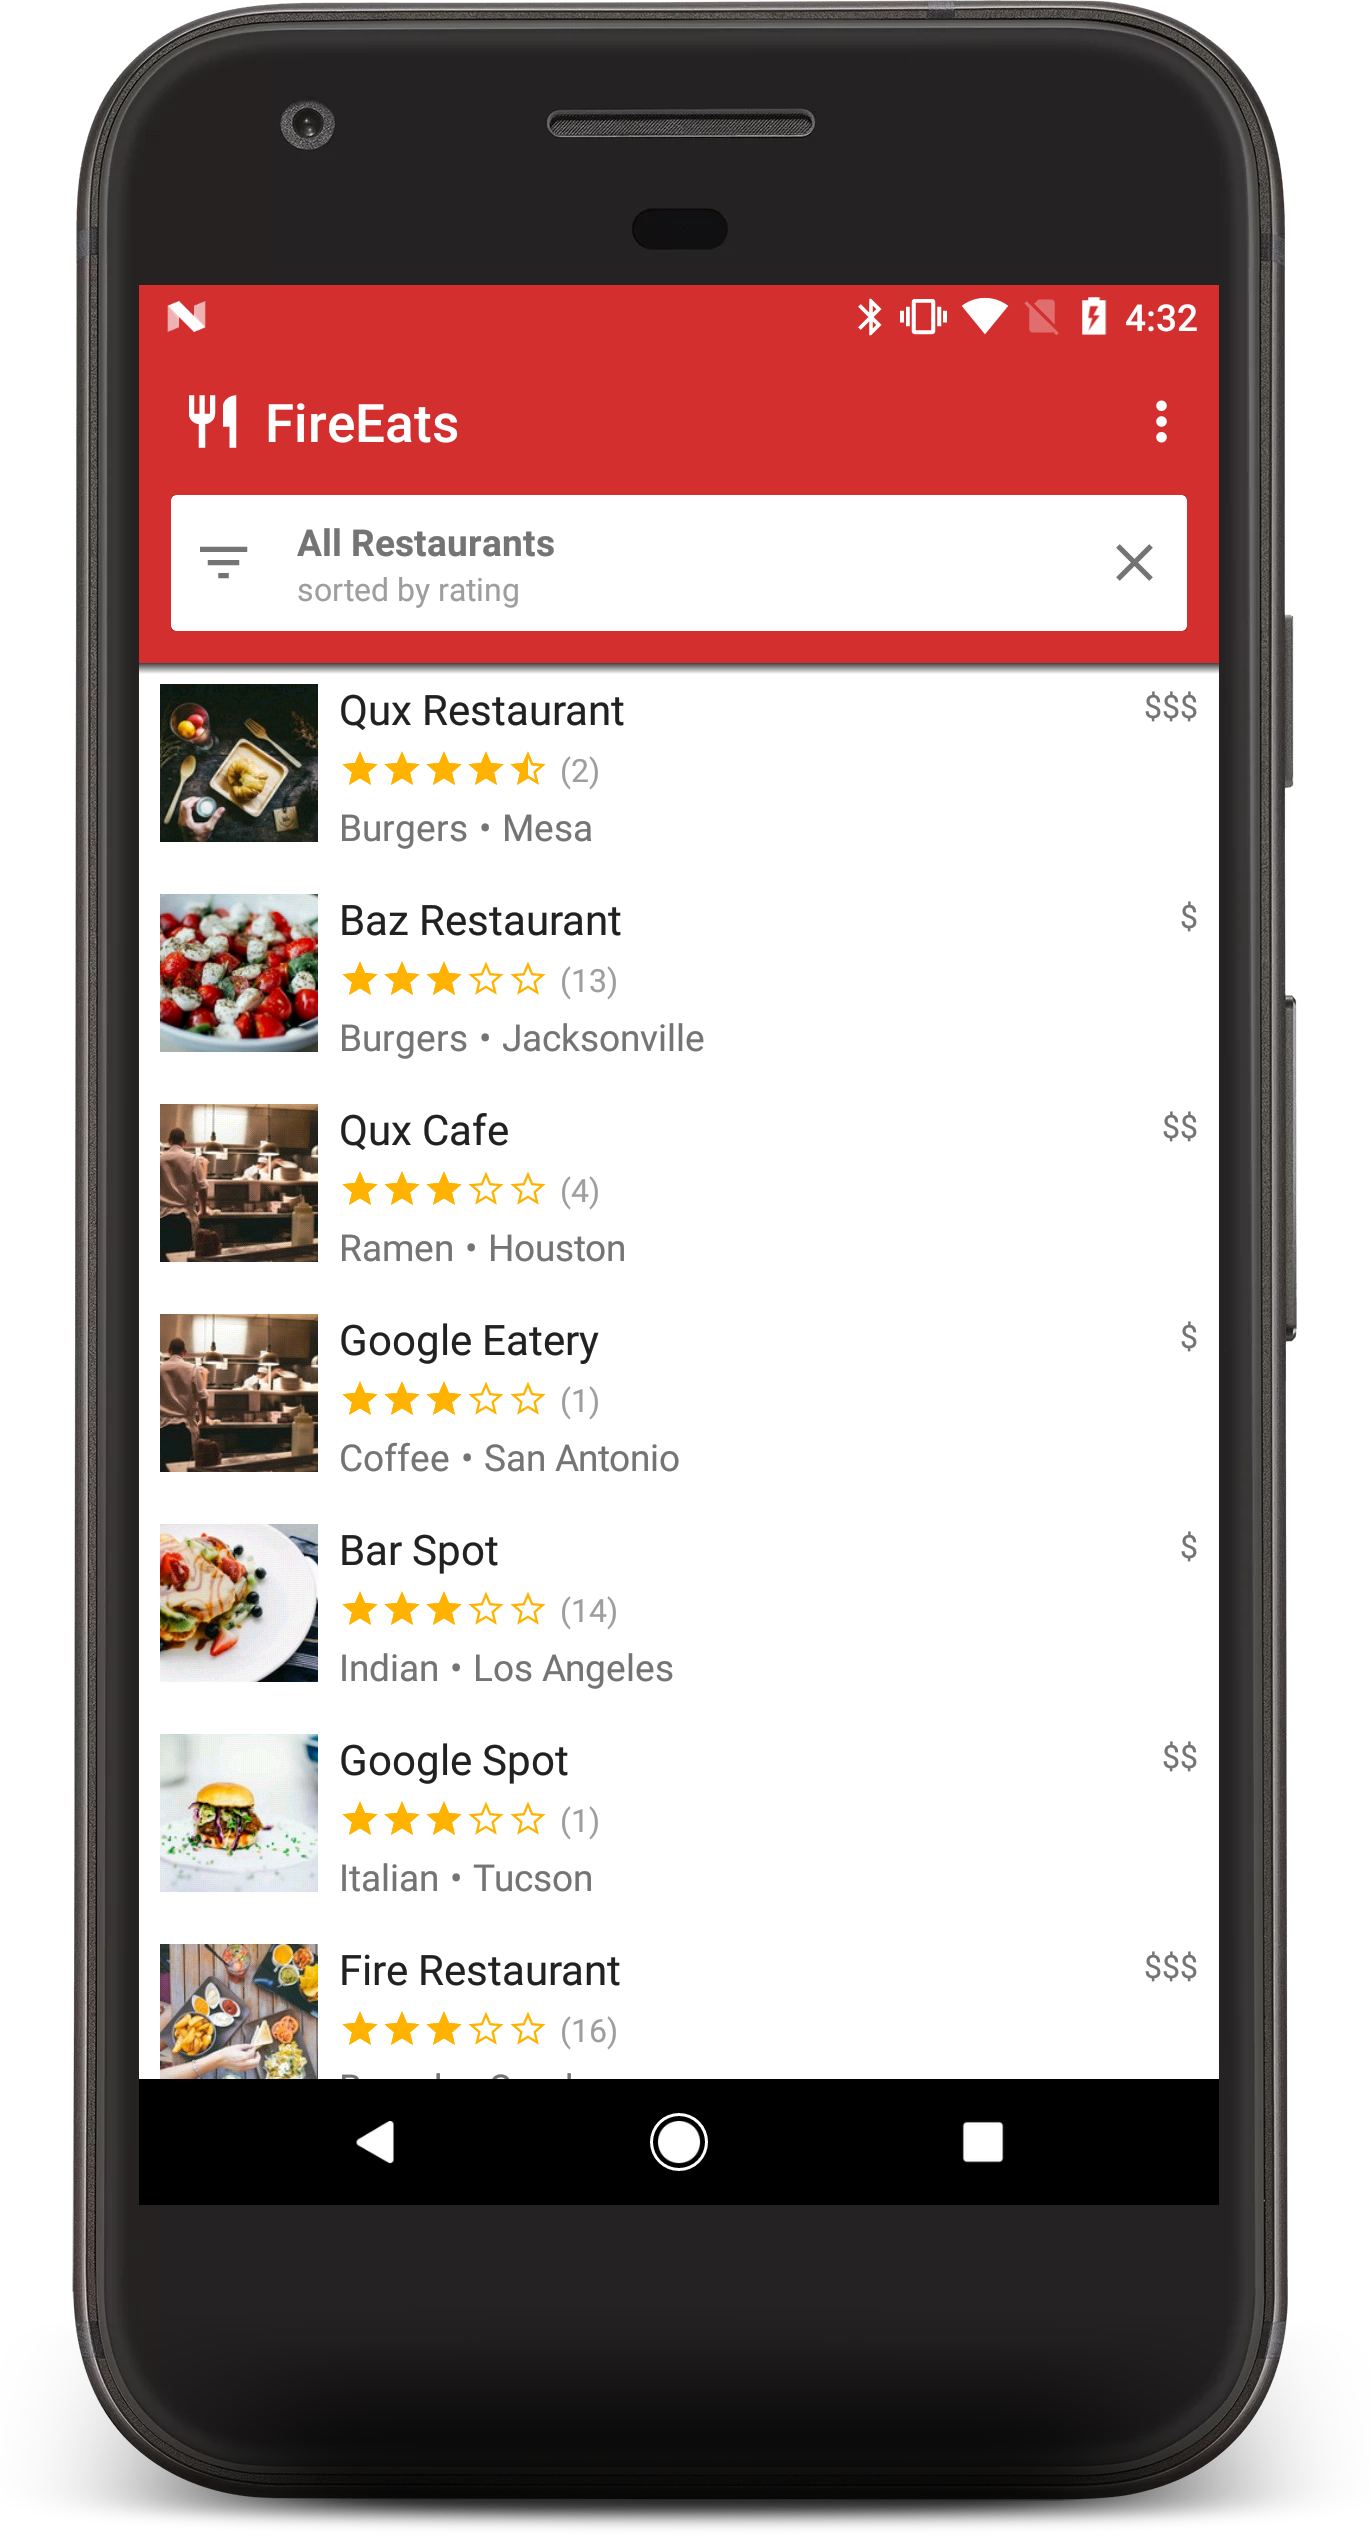 4:32
FireEats
All Restaurants
sorted by rating
Qux Restaurant $$$
(2)
Burgers • Mesa
Baz Restaurant $
(13)
Burgers • Jacksonville
Qux Cafe $$
(4)
Ramen • Houston
Google Eatery $
(1)
Coffee • San Antonio
Bar Spot $
(14)
Indian • Los Angeles
Google Spot $$
(1)
Italian • Tucson
Fire Restaurant $$$
(16)